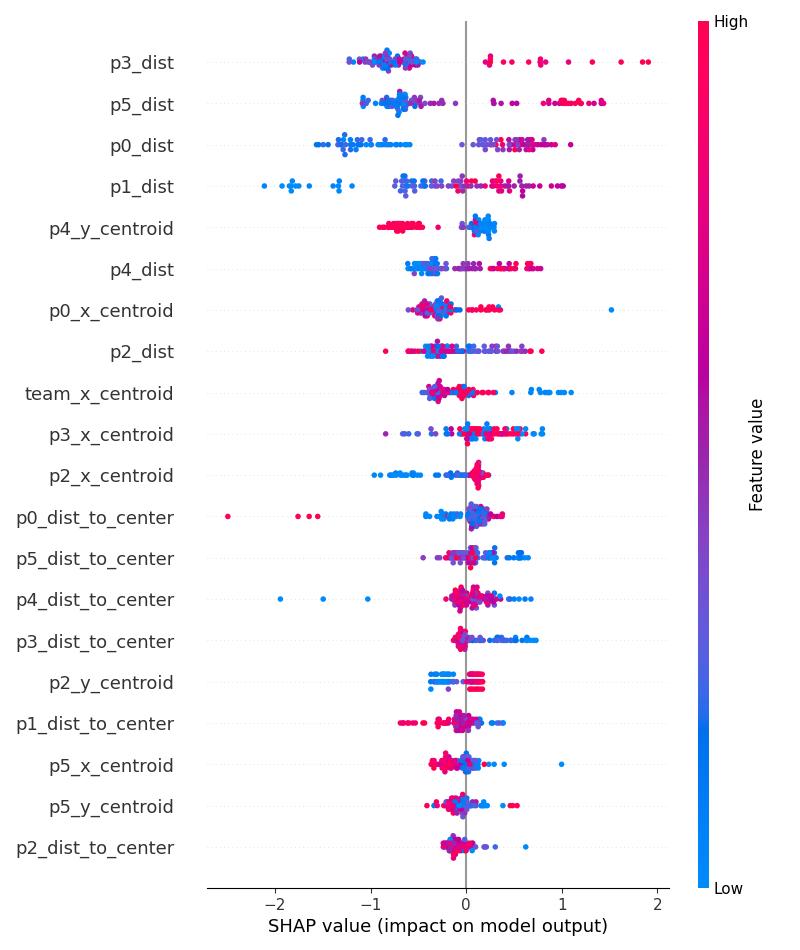 High
p3_dist
p5_dist
p0_dist
p1_dist
p4_y_centroid
p4_dist
p0_x_centroid
p2_dist
team_x_centroid
p3_x_centroid
p2_x_centroid
p0_dist_to_center
p5_dist_to_center
p4_dist_to_center
p3_dist_to_center
p2_y_centroid
p1_dist_to_center
p5_x_centroid
p5_y_centroid
p2_dist_to_center
Feature value
Low
−2 −1 0 1 2
SHAP value (impact on model output)